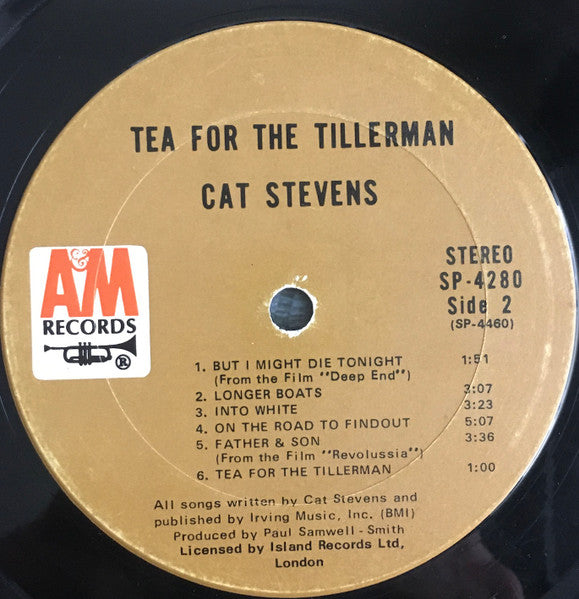 TEA FOR THE TILLERMAN
CAT STEVENS
A&M
RECORDS
®
STEREO
SP-4280
Side 2
(SP-4460)
1. BUT I MIGHT DIE TONIGHT 1:51
(From the Film "Deep End")
2. LONGER BOATS 3:07
3. INTO WHITE 3:23
4. ON THE ROAD TO FINDOUT 5:07
5. FATHER & SON 3:36
(From the Film "Revolussia")
6. TEA FOR THE TILLERMAN 1:00
All songs written by Cat Stevens and
published by Irving Music, Inc. (BMI)
Produced by Paul Samwell - Smith
Licensed by Island Records Ltd,
London